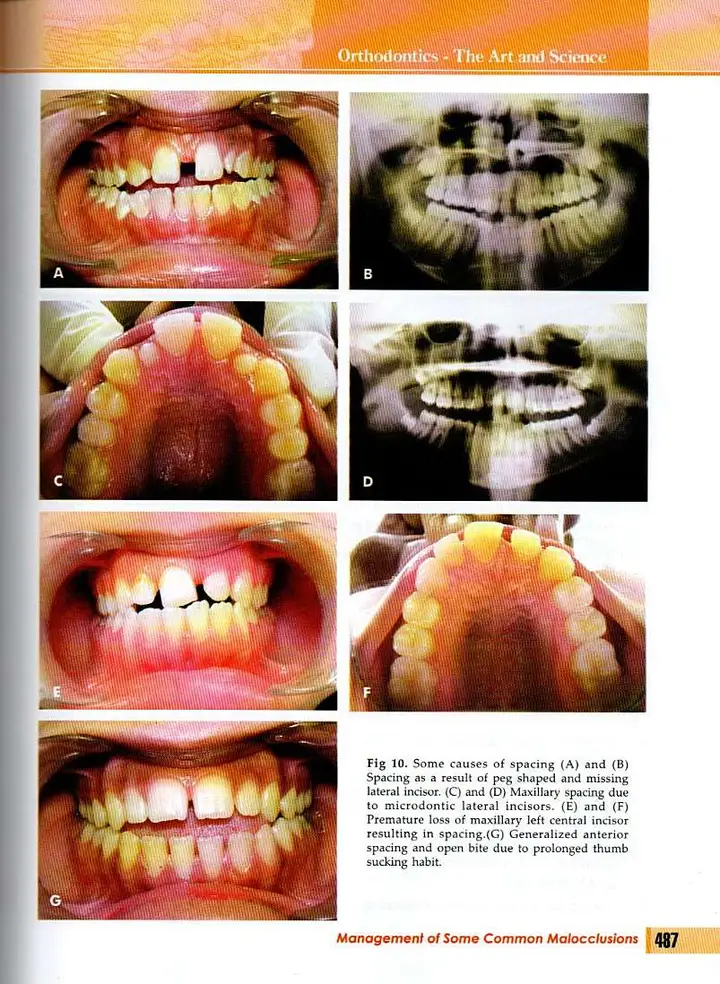 Orthodontics - The Art and Science
A
B
C
D
E
F
G
Fig 10. Some causes of spacing (A) and (B)
Spacing as a result of peg shaped and missing
lateral incisor. (C) and (D) Maxillary spacing due
to microdontic lateral incisors. (E) and (F)
Premature loss of maxillary left central incisor
resulting in spacing.(G) Generalized anterior
spacing and open bite due to prolonged thumb
sucking habit.
Management of Some Common Malocclusions 487